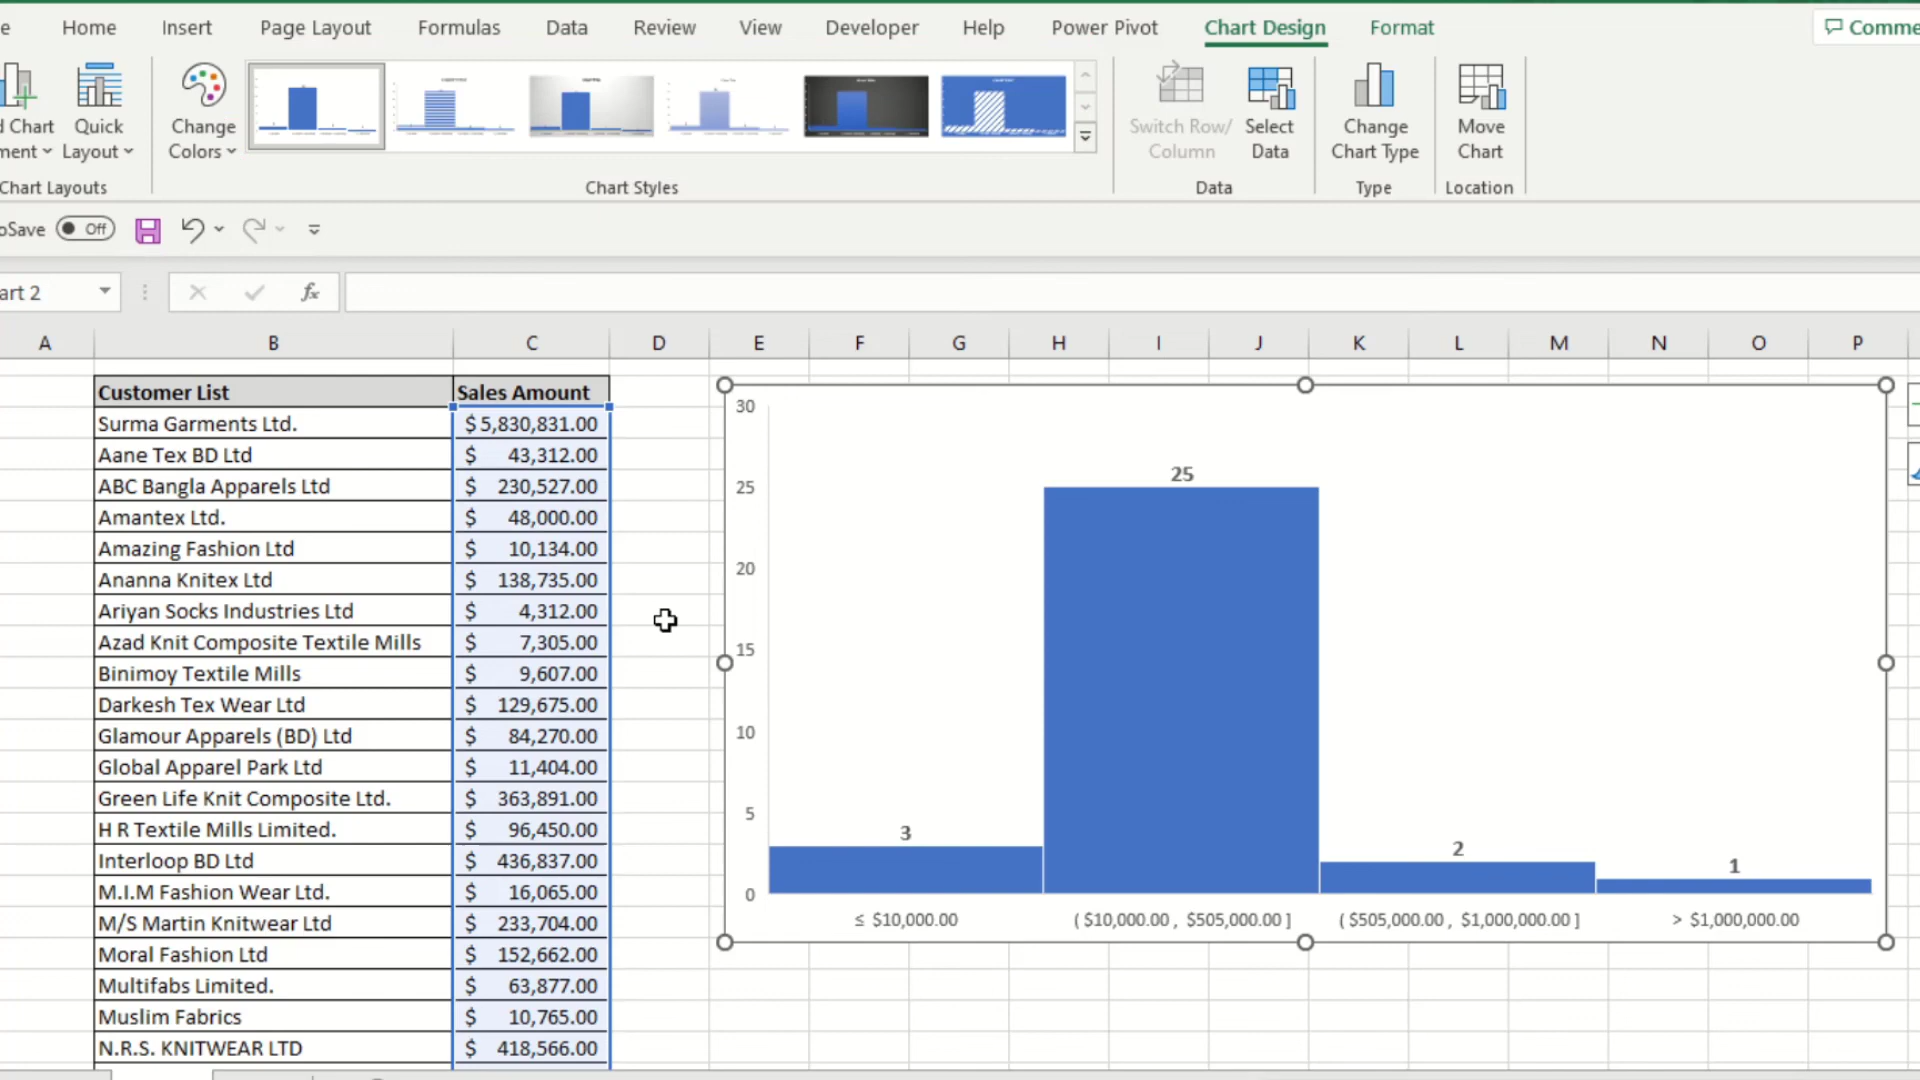 e Home Insert Page Layout Formulas Data Review View Developer Help Power Pivot Chart Design Format Comme
d Chart
ment
Quick
Layout
Chart Layouts
Change
Colors
Chart Styles
Switch Row/
Column
Select
Data
Data
Change
Chart Type
Type
Move
Chart
Location
oSave Off
art 2 fx
A B C D E F G H I J K L M N O P
Customer List Sales Amount
Surma Garments Ltd. $ 5,830,831.00
Aane Tex BD Ltd $ 43,312.00
ABC Bangla Apparels Ltd $ 230,527.00
Amantex Ltd. $ 48,000.00
Amazing Fashion Ltd $ 10,134.00
Ananna Knitex Ltd $ 138,735.00
Ariyan Socks Industries Ltd $ 4,312.00
Azad Knit Composite Textile Mills $ 7,305.00
Binimoy Textile Mills $ 9,607.00
Darkesh Tex Wear Ltd $ 129,675.00
Glamour Apparels (BD) Ltd $ 84,270.00
Global Apparel Park Ltd $ 11,404.00
Green Life Knit Composite Ltd. $ 363,891.00
H R Textile Mills Limited. $ 96,450.00
Interloop BD Ltd $ 436,837.00
M.I.M Fashion Wear Ltd. $ 16,065.00
M/S Martin Knitwear Ltd $ 233,704.00
Moral Fashion Ltd $ 152,662.00
Multifabs Limited. $ 63,877.00
Muslim Fabrics $ 10,765.00
N.R.S. KNITWEAR LTD $ 418,566.00
30
25
20
15
10
5
0
3
25
2
1
≤ $10,000.00
( $10,000.00 , $505,000.00 ]
( $505,000.00 , $1,000,000.00 ]
> $1,000,000.00